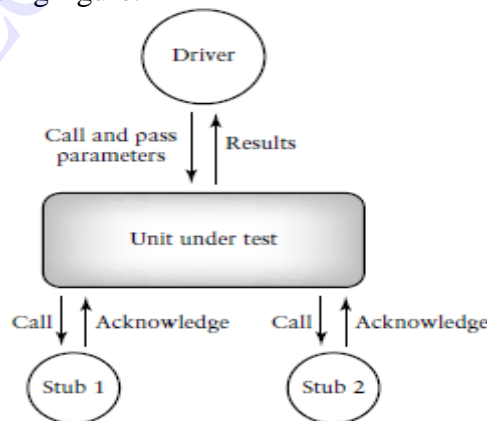 Driver
Call and pass
parameters
Results
Unit under test
Call
Acknowledge
Call
Acknowledge
Stub 1
Stub 2